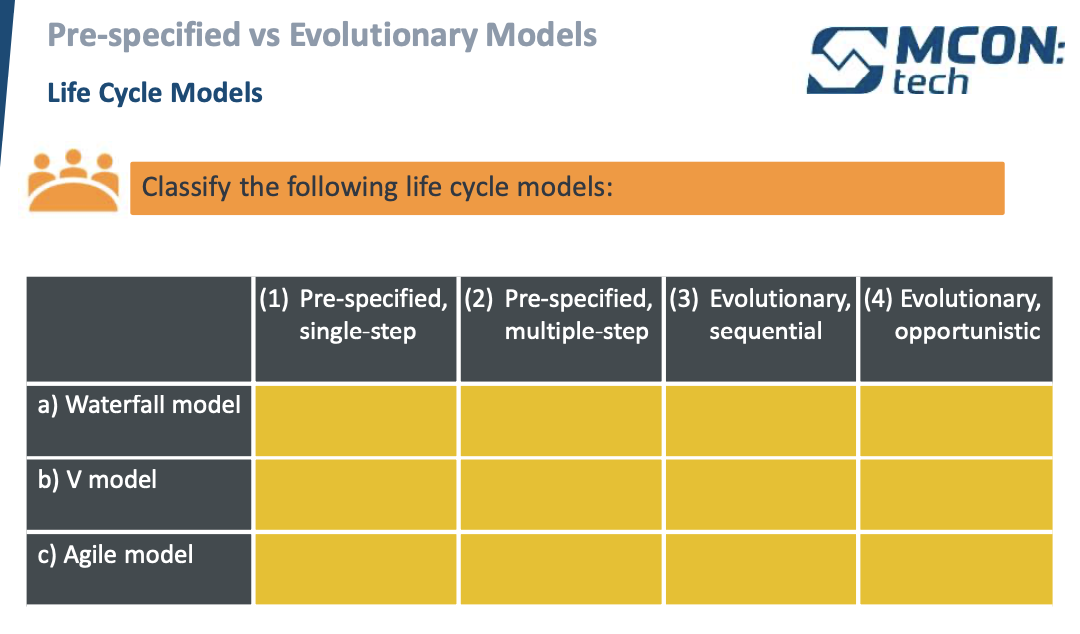 Pre-specified vs Evolutionary Models
MCON:
tech
Life Cycle Models
Classify the following life cycle models:
(1) Pre-specified, single-step
(2) Pre-specified, multiple-step
(3) Evolutionary, sequential
(4) Evolutionary, opportunistic
a) Waterfall model
b) V model
c) Agile model